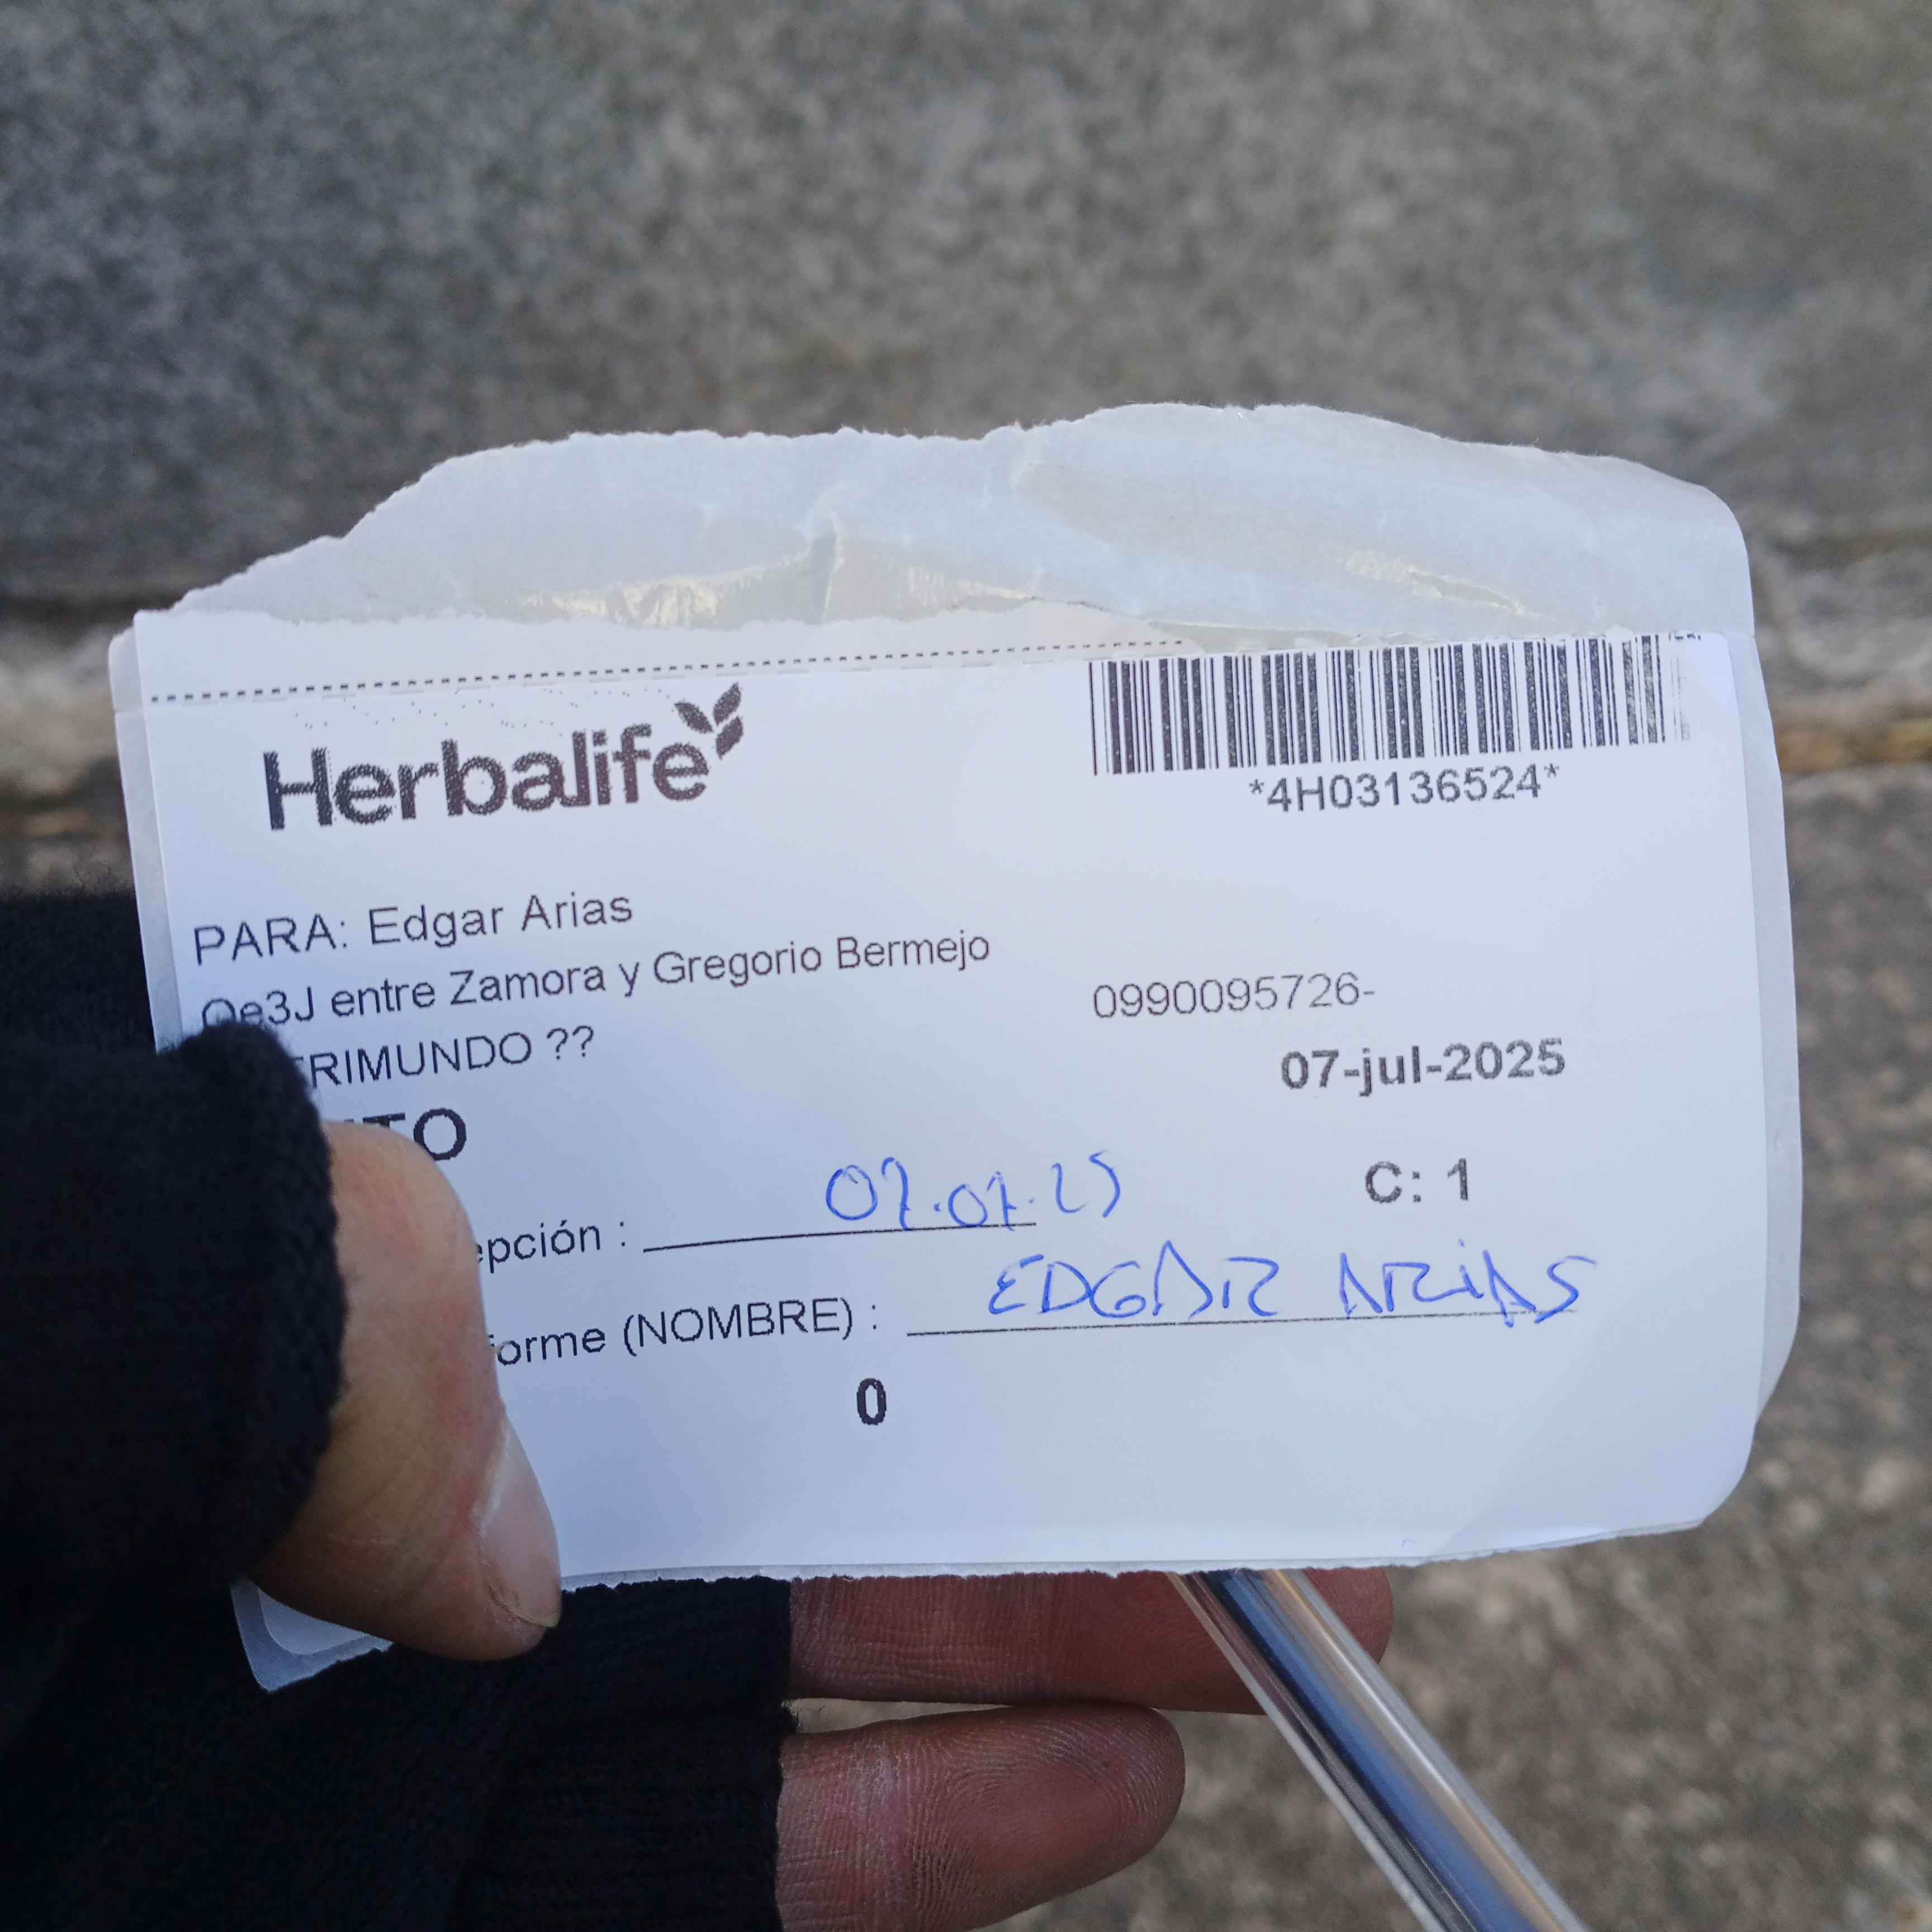 Herbalife
*4H03136524*
PARA: Edgar Arias
Oe3J entre Zamora y Gregorio Bermejo
0990095726-
RIMUNDO ??
07-jul-2025
TO
C: 1
epción : 07.07.25
forme (NOMBRE) : EDGAR ARIAS
0